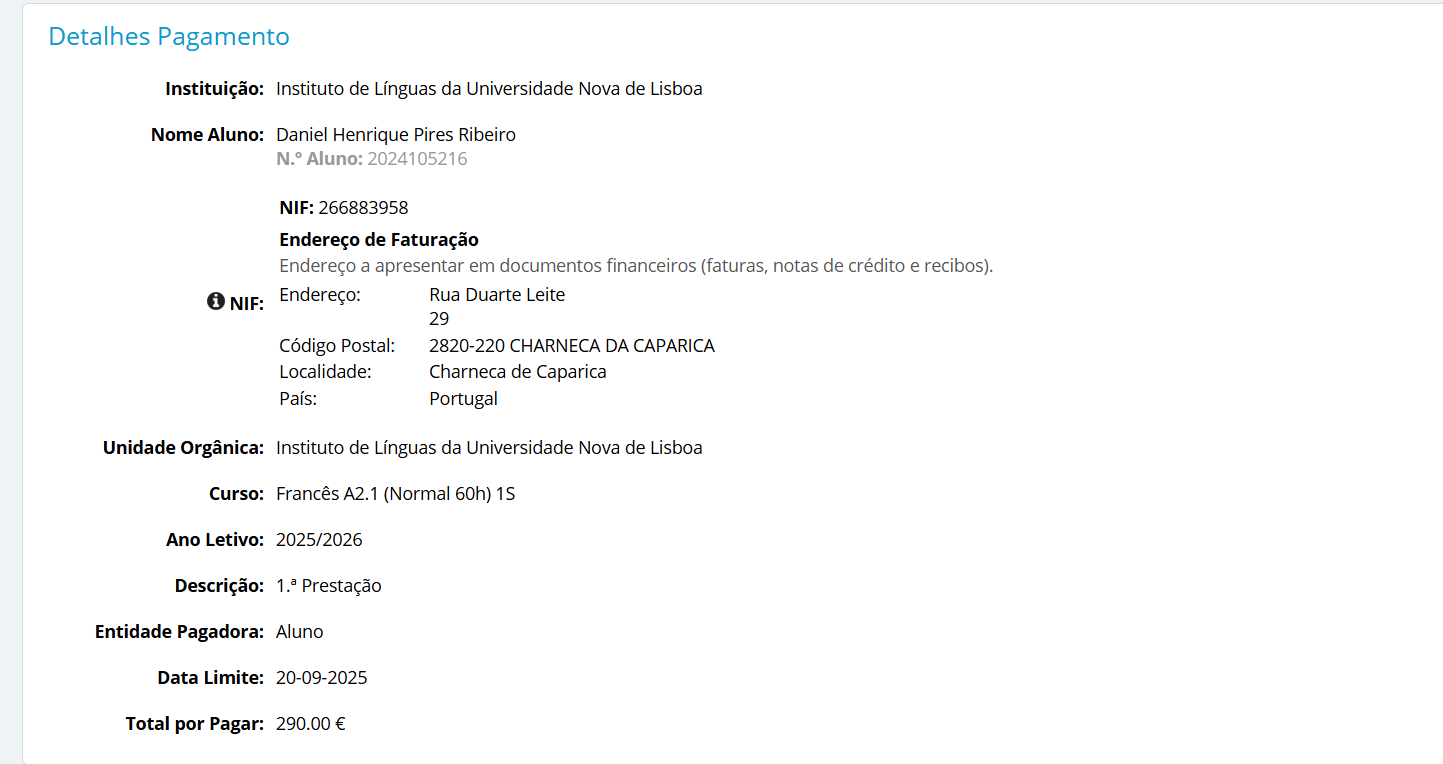 Detalhes Pagamento
Instituição: Instituto de Línguas da Universidade Nova de Lisboa
Nome Aluno: Daniel Henrique Pires Ribeiro
N.º Aluno: 2024105216
NIF: 266883958
Endereço de Faturação
Endereço a apresentar em documentos financeiros (faturas, notas de crédito e recibos).
NIF:
Endereço: Rua Duarte Leite
29
Código Postal: 2820-220 CHARNECA DA CAPARICA
Localidade: Charneca de Caparica
País: Portugal
Unidade Orgânica: Instituto de Línguas da Universidade Nova de Lisboa
Curso: Francês A2.1 (Normal 60h) 1S
Ano Letivo: 2025/2026
Descrição: 1.ª Prestação
Entidade Pagadora: Aluno
Data Limite: 20-09-2025
Total por Pagar: 290.00 €